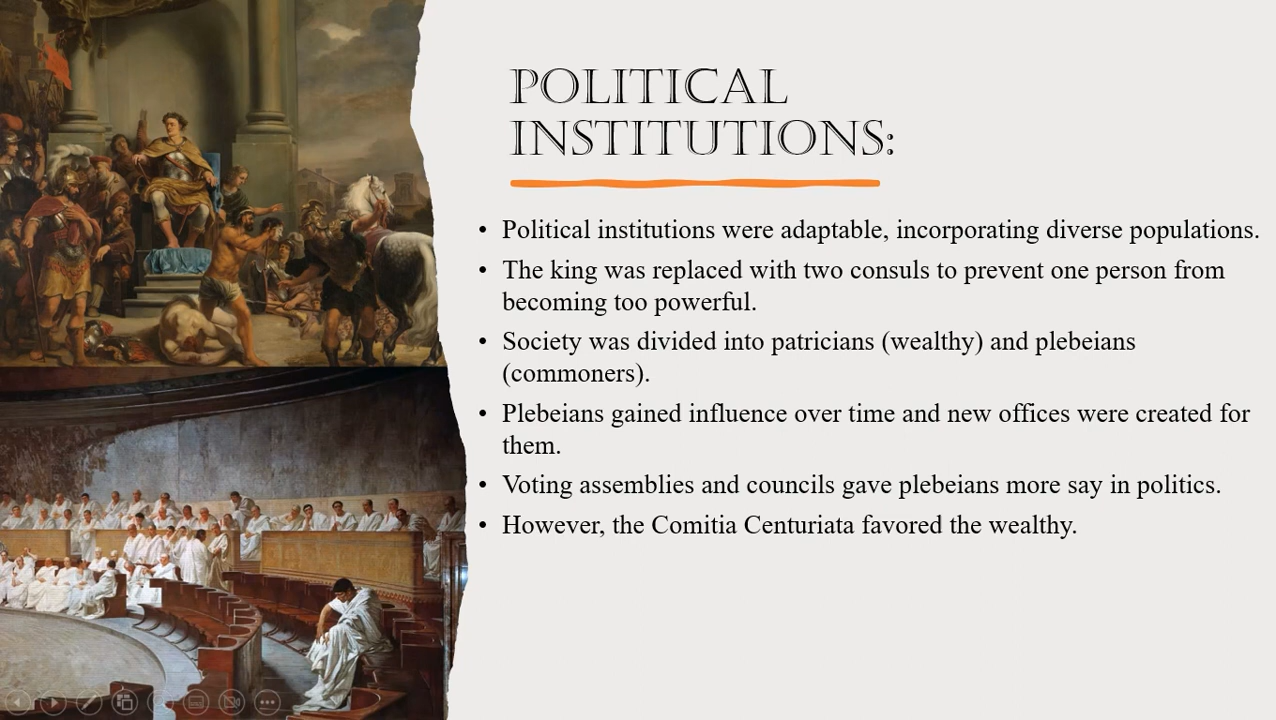 POLITICAL
INSTITUTIONS:
• Political institutions were adaptable, incorporating diverse populations.
• The king was replaced with two consuls to prevent one person from
becoming too powerful.
• Society was divided into patricians (wealthy) and plebeians
(commoners).
• Plebeians gained influence over time and new offices were created for
them.
• Voting assemblies and councils gave plebeians more say in politics.
• However, the Comitia Centuriata favored the wealthy.